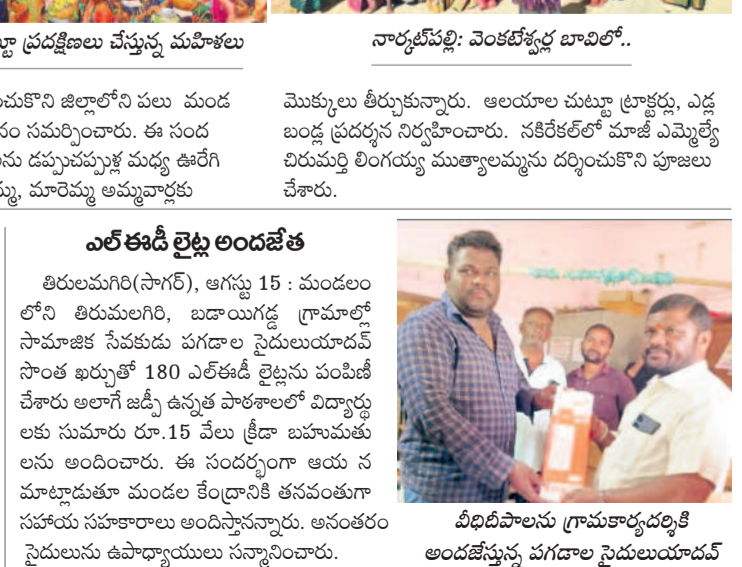 ప్రదక్షిణలు చేస్తున్న మహిళలు
నార్కట్‌పల్లి: వెంకటేశ్వర్ల బావిలో..
చుకొని జిల్లాలోని పలు మండ
నం సమర్పించారు. ఈ సంద
ను డప్పుచప్పుళ్ల మధ్య ఊరేగి
మ్మ, మారెమ్మ అమ్మవార్లకు
మొక్కులు తీర్చుకున్నారు. ఆలయాల చుట్టూ ట్రాక్టర్లు, ఎడ్ల
బండ్ల ప్రదర్శన నిర్వహించారు. నకిరేకల్‌లో మాజీ ఎమ్మెల్యే
చిరుమర్తి లింగయ్య ముత్యాలమ్మను దర్శించుకొని పూజలు
చేశారు.
ఎల్ఈడీ లైట్ల అందజేత
తిరులమగిరి(సాగర్), ఆగస్టు 15 : మండలం
లోని తిరుమలగిరి, బడాయిగడ్డ గ్రామాల్లో
సామాజిక సేవకుడు పగడాల సైదులుయాదవ్
సొంత ఖర్చుతో 180 ఎల్ఈడీ లైట్లను పంపిణీ
చేశారు అలాగే జడ్పీ ఉన్నత పాఠశాలలో విద్యార్థు
లకు సుమారు రూ.15 వేలు క్రీడా బహుమతు
లను అందించారు. ఈ సందర్భంగా ఆయ న
మాట్లాడుతూ మండల కేంద్రానికి తనవంతుగా
సహాయ సహకారాలు అందిస్తానన్నారు. అనంతరం
సైదులును ఉపాధ్యాయులు సన్మానించారు.
వీధిదీపాలను గ్రామకార్యదర్శికి
అందజేస్తున్న పగడాల సైదులుయాదవ్